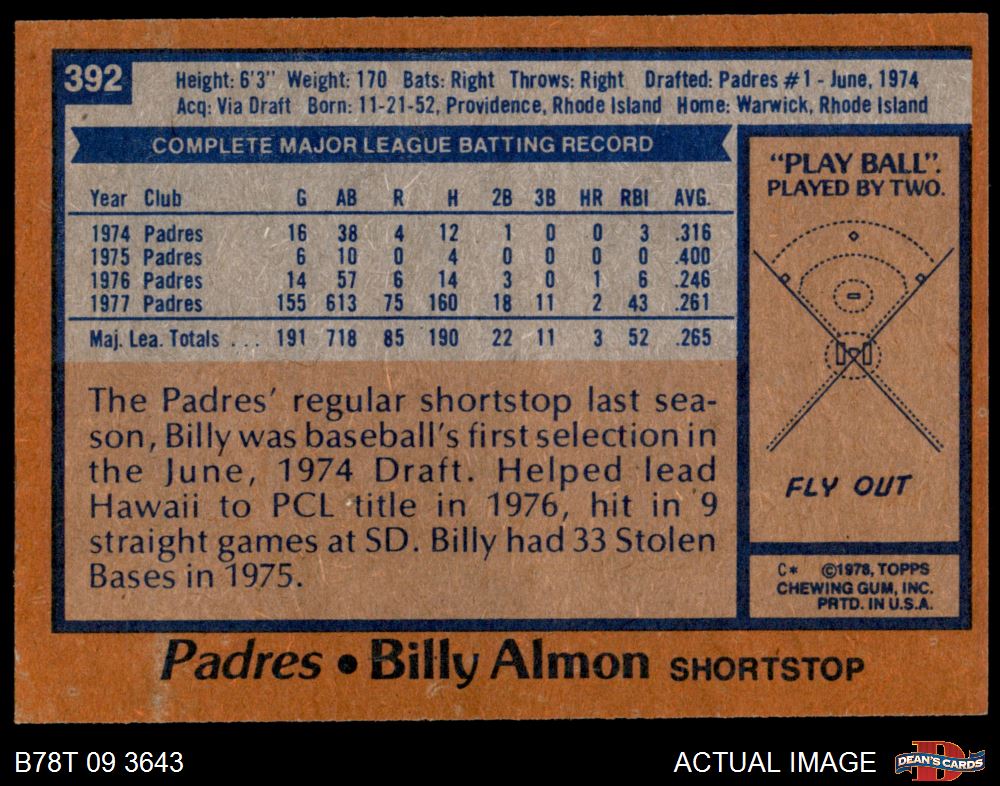 392
Height: 6'3" Weight: 170 Bats: Right Throws: Right Drafted: Padres #1 - June, 1974
Acq: Via Draft Born: 11-21-52, Providence, Rhode Island Home: Warwick, Rhode Island
COMPLETE MAJOR LEAGUE BATTING RECORD
Year Club G AB R H 2B 3B HR RBI AVG.
1974 Padres 16 38 4 12 1 0 0 3 .316
1975 Padres 6 10 0 4 0 0 0 0 .400
1976 Padres 14 57 6 14 3 0 1 6 .246
1977 Padres 155 613 75 160 18 11 2 43 .261
Maj. Lea. Totals . . . 191 718 85 190 22 11 3 52 .265
The Padres' regular shortstop last sea-
son, Billy was baseball's first selection in
the June, 1974 Draft. Helped lead
Hawaii to PCL title in 1976, hit in 9
straight games at SD. Billy had 33 Stolen
Bases in 1975.
"PLAY BALL".
PLAYED BY TWO.
FLY OUT
C* ©1978, TOPPS
CHEWING GUM, INC.
PRTD. IN U.S.A.
Padres • Billy Almon SHORTSTOP
B78T 09 3643
ACTUAL IMAGE
D
DEAN'S CARDS